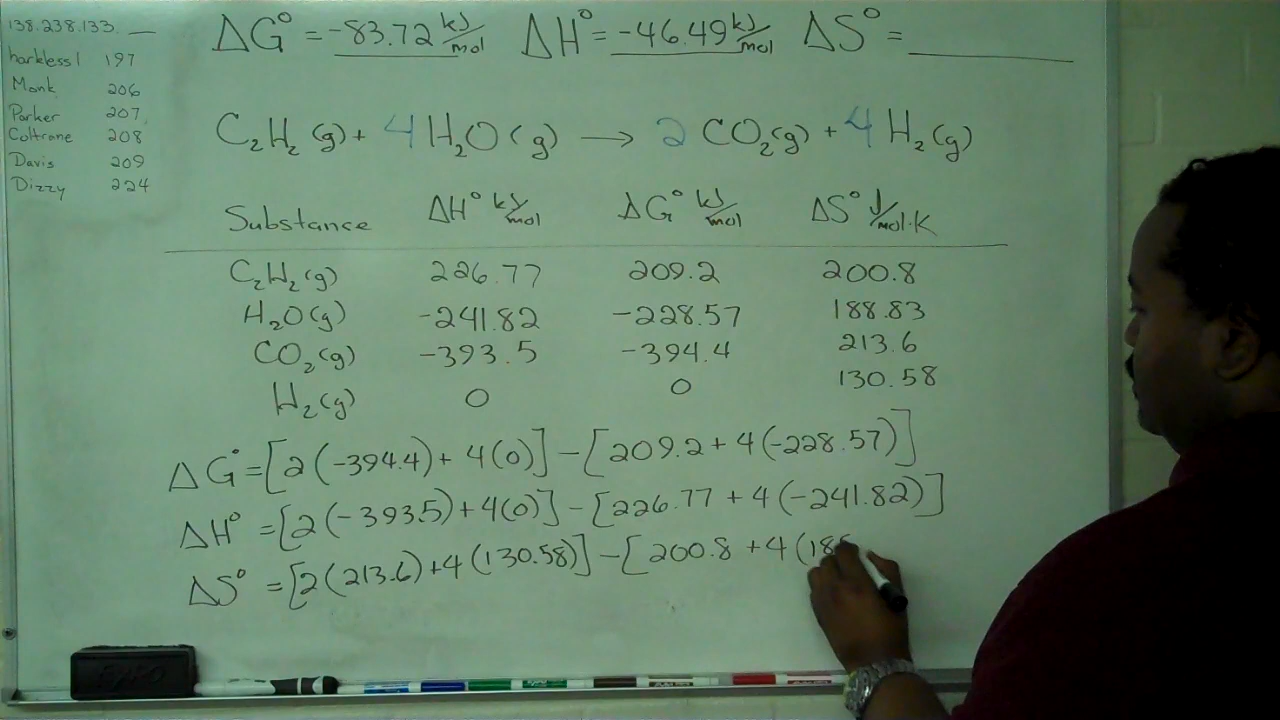 138.238.133. __
harkless1 197
Monk 206
Parker 207
Coltrane 208
Davis 209
Dizzy 224
ΔG° = -83.72 kJ/mol ΔH° = -46.49 kJ/mol ΔS° = ______
C₂H₂(g) + 4 H₂O(g) → 2 CO₂(g) + 4 H₂(g)
Substance ΔH° kJ/mol ΔG° kJ/mol ΔS° J/mol·K
C₂H₂(g) 226.77 209.2 200.8
H₂O(g) -241.82 -228.57 188.83
CO₂(g) -393.5 -394.4 213.6
H₂(g) 0 0 130.58
ΔG° = [2(-394.4) + 4(0)] - [209.2 + 4(-228.57)]
ΔH° = [2(-393.5) + 4(0)] - [226.77 + 4(-241.82)]
ΔS° = [2(213.6) + 4(130.58)] - [200.8 + 4(18